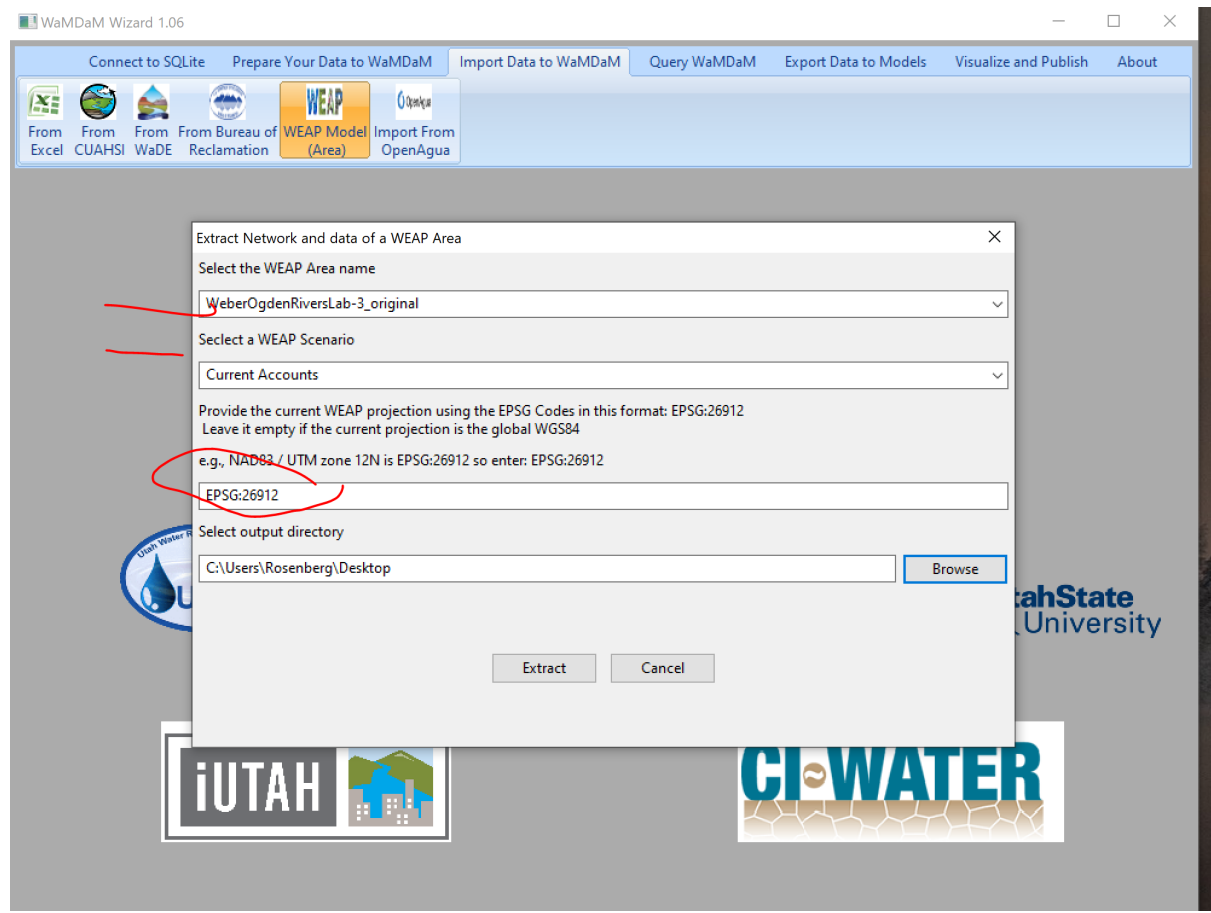 WaMDaM Wizard 1.06
Connect to SQLite Prepare Your Data to WaMDaM Import Data to WaMDaM Query WaMDaM Export Data to Models Visualize and Publish About
WEAP OpenAgua
From Excel From CUAHSI From WaDE From Bureau of Reclamation WEAP Model (Area) Import From OpenAgua
Extract Network and data of a WEAP Area
Select the WEAP Area name
WeberOgdenRiversLab-3_original
Seclect a WEAP Scenario
Current Accounts
Provide the current WEAP projection using the EPSG Codes in this format: EPSG:26912
Leave it empty if the current projection is the global WGS84
e.g., NAD83 / UTM zone 12N is EPSG:26912 so enter: EPSG:26912
EPSG:26912
Select output directory
C:\Users\Rosenberg\Desktop Browse
Utah Water
U
tahState
University
Extract Cancel
iUTAH
CI-WATER